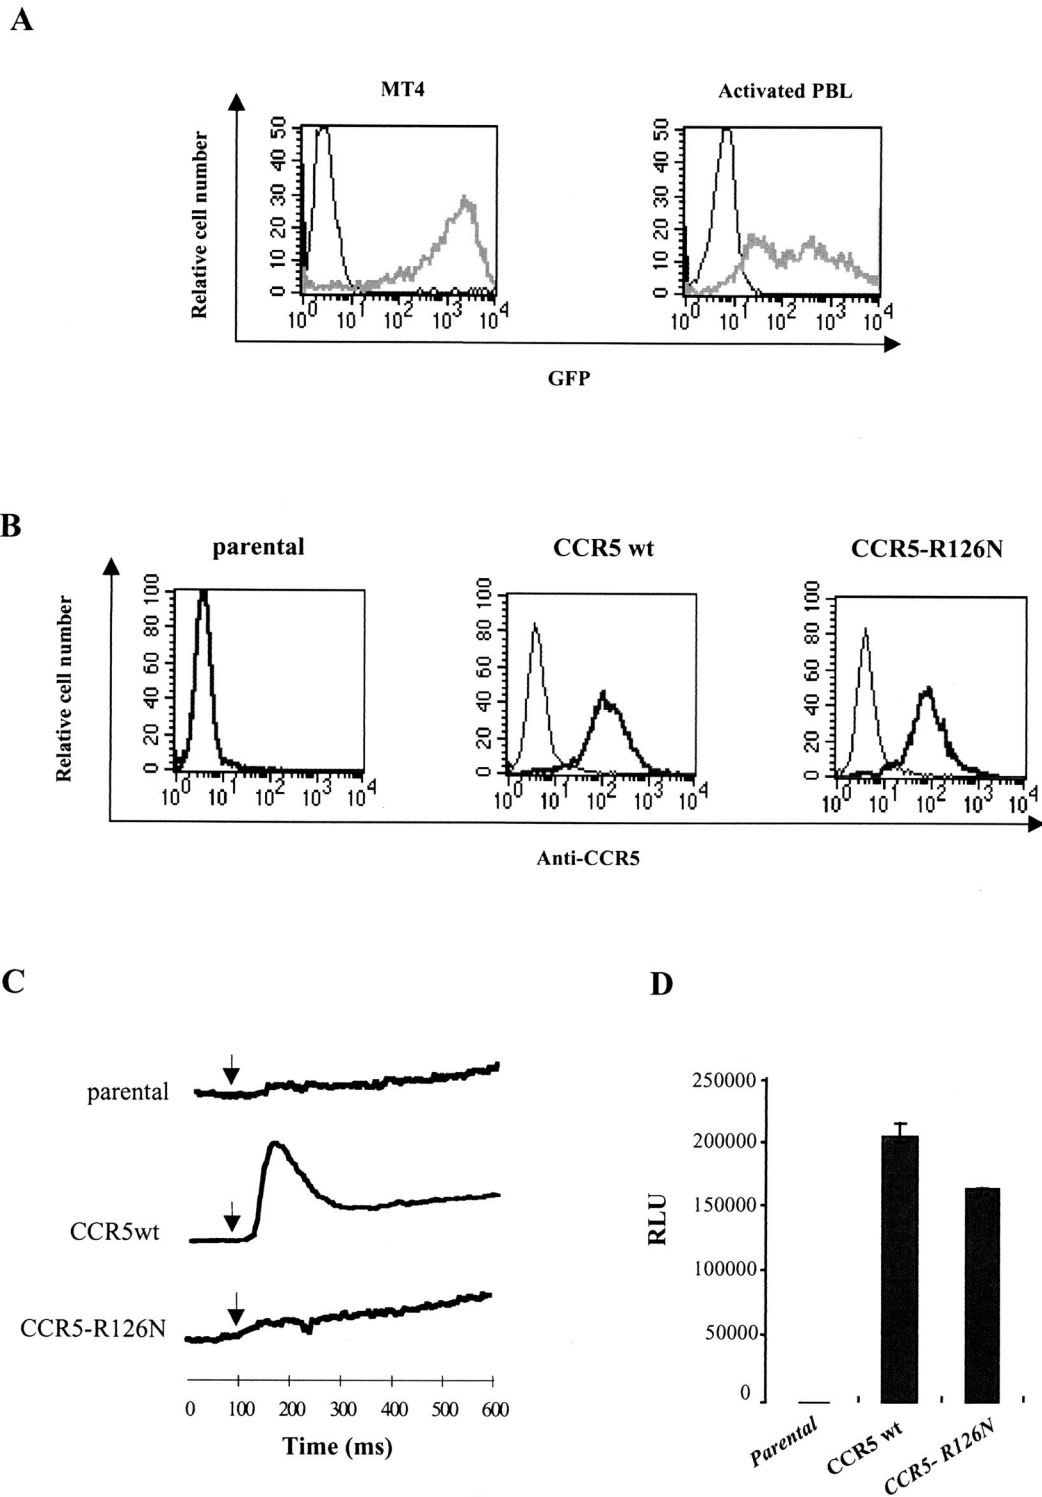 A
MT4
Activated PBL
Relative cell number
50
40
30
20
10
0
10^0 10^1 10^2 10^3 10^4
50
40
30
20
10
0
10^0 10^1 10^2 10^3 10^4
GFP
B
parental
CCR5 wt
CCR5-R126N
Relative cell number
100
80
60
40
20
0
10^0 10^1 10^2 10^3 10^4
100
80
60
40
20
0
10^0 10^1 10^2 10^3 10^4
100
80
60
40
20
0
10^0 10^1 10^2 10^3 10^4
Anti-CCR5
C
parental
CCR5wt
CCR5-R126N
0 100 200 300 400 500 600
Time (ms)
D
RLU
250000
200000
150000
100000
50000
0
Parental
CCR5 wt
CCR5- R126N